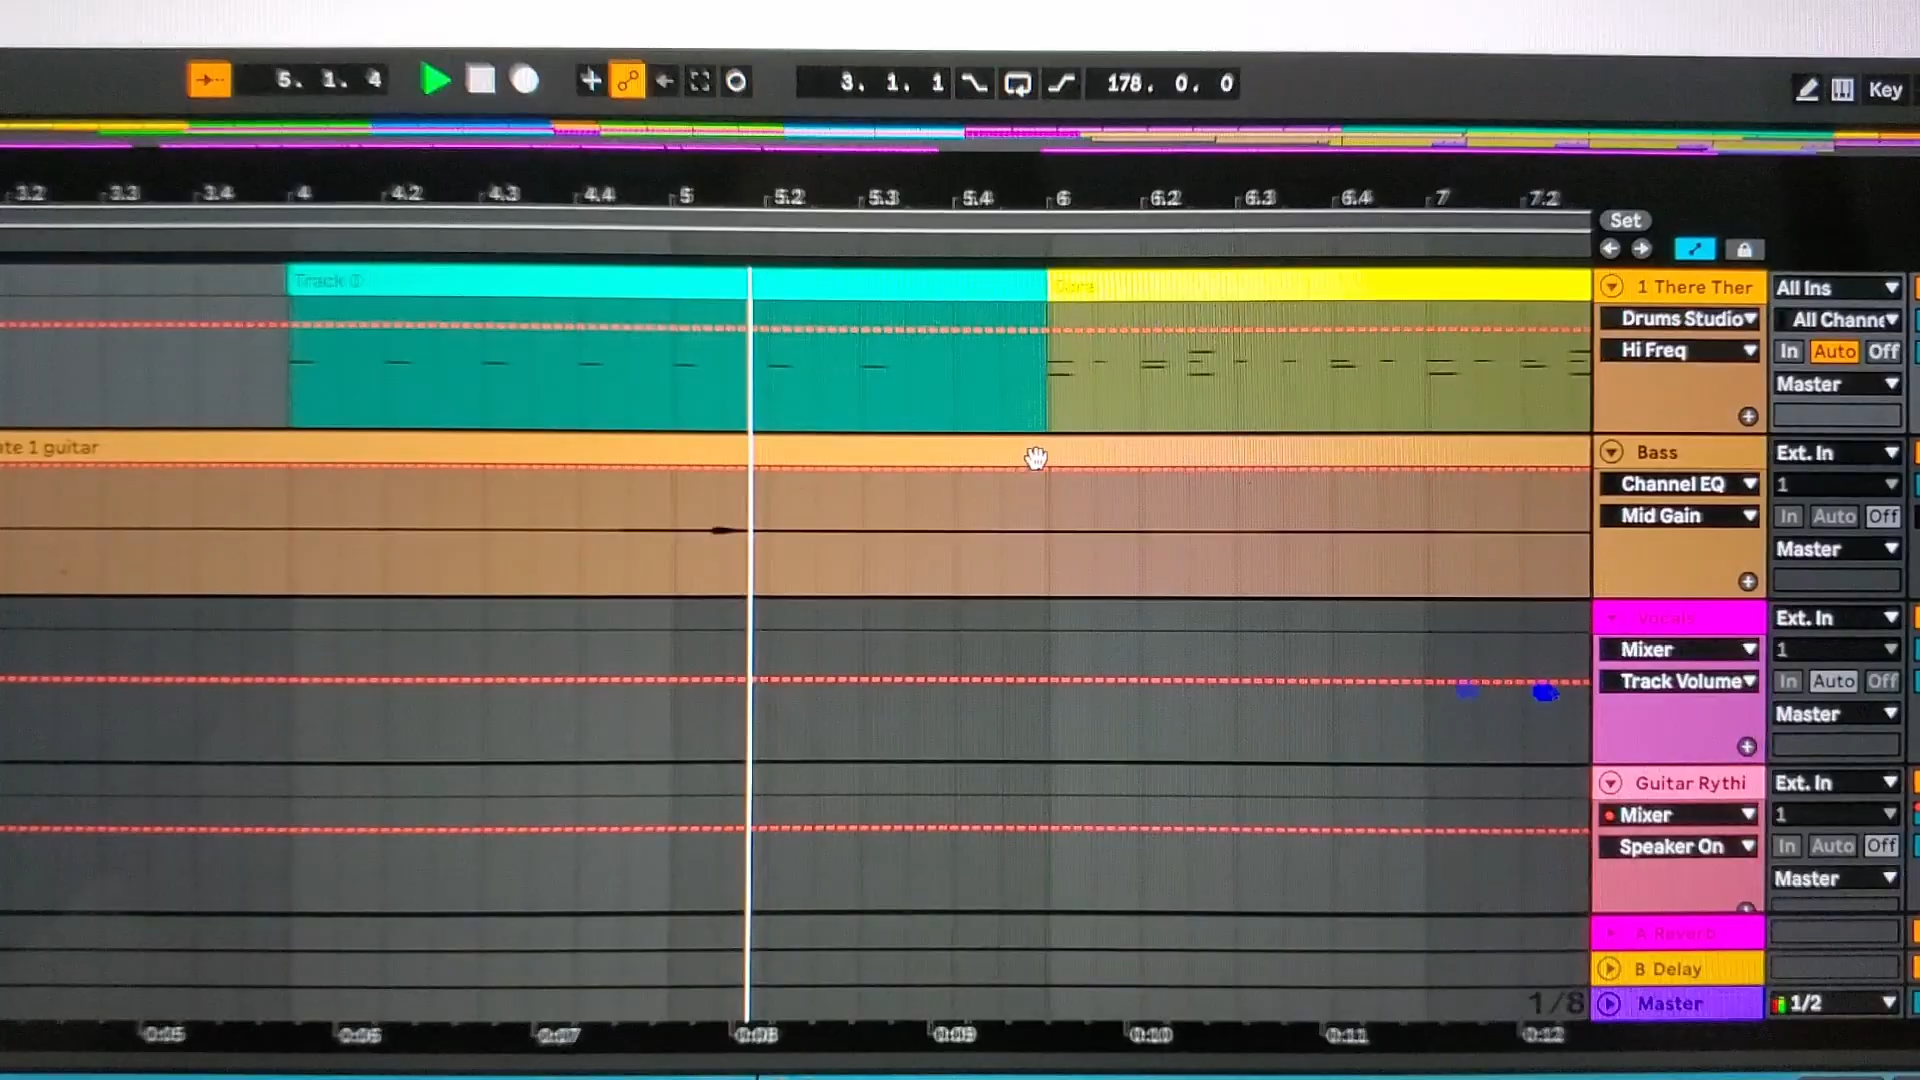 5. 1. 4 3. 1. 1 178. 0. 0 Key
3.2 3.3 3.4 4 4.2 4.3 4.4 5 5.2 5.3 5.4 6 6.2 6.3 6.4 7 7.2
Set
Track
1 There Ther All Ins
Drums Studio All Channe
Hi Freq In Auto Off
Master
te 1 guitar
Bass Ext. In
Channel EQ 1
Mid Gain In Auto Off
Master
Vocals Ext. In
Mixer 1
Track Volume In Auto Off
Master
Guitar Rythi Ext. In
Mixer 1
Speaker On In Auto Off
Master
A Reverb
B Delay
1/8 Master 1/2
0:05 0:06 0:07 0:08 0:09 0:10 0:11 0:12